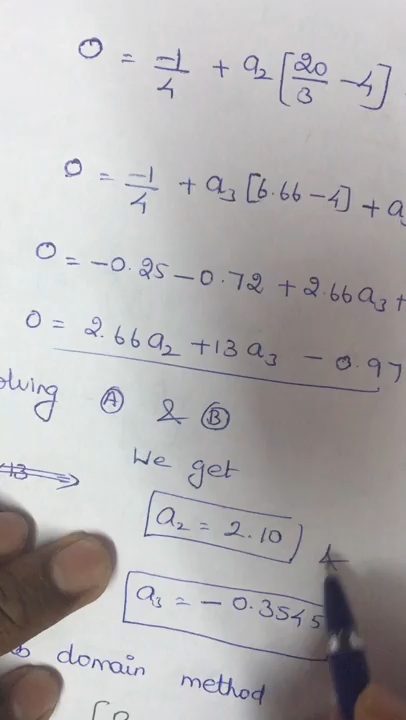 0 = -1/4 + a₂ [20/3 - 4]
0 = -1/4 + a₃ [6.66 - 4] + a
0 = -0.25 - 0.72 + 2.66 a₃ +
0 = 2.66 a₂ + 13 a₃ - 0.97
olving Ⓐ & Ⓑ
We get
a₂ = 2.10 &
a₃ = - 0.3545
domain method